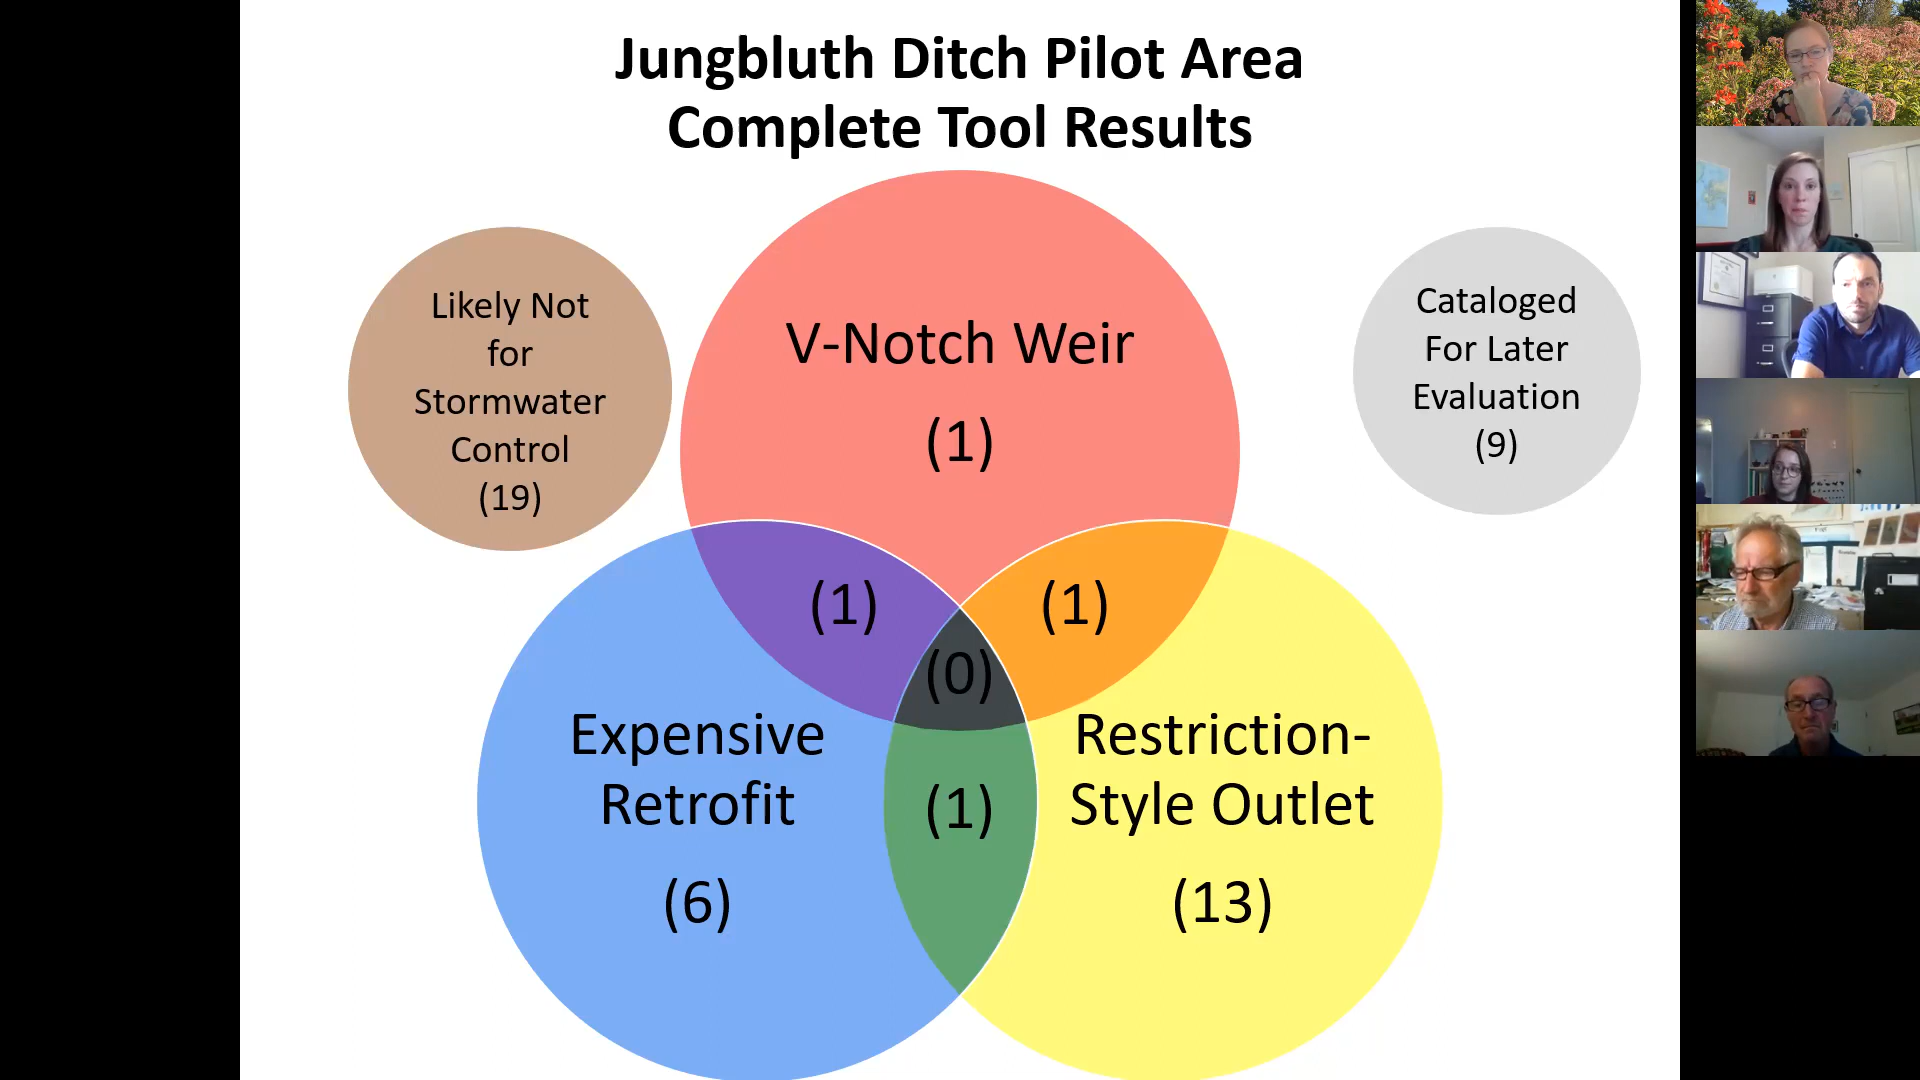 Jungbluth Ditch Pilot Area
Complete Tool Results
Likely Not
for
Stormwater
Control
(19)
V-Notch Weir
(1)
Cataloged
For Later
Evaluation
(9)
(1)
(1)
(0)
Expensive
Retrofit
(6)
(1)
Restriction-
Style Outlet
(13)